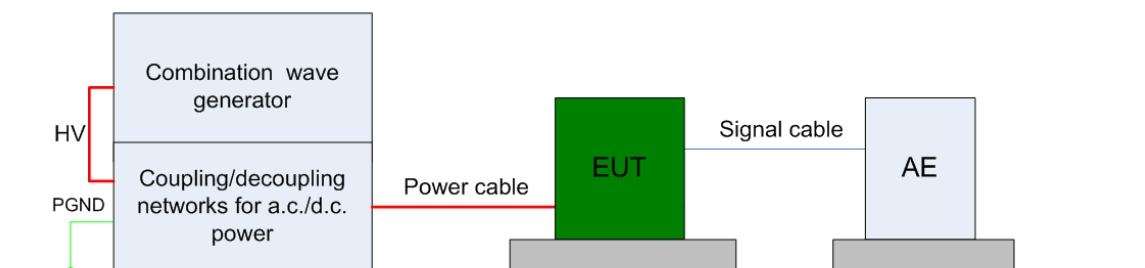 Combination wave
generator
HV
Signal cable
EUT
AE
Coupling/decoupling
networks for a.c./d.c.
power
Power cable
PGND